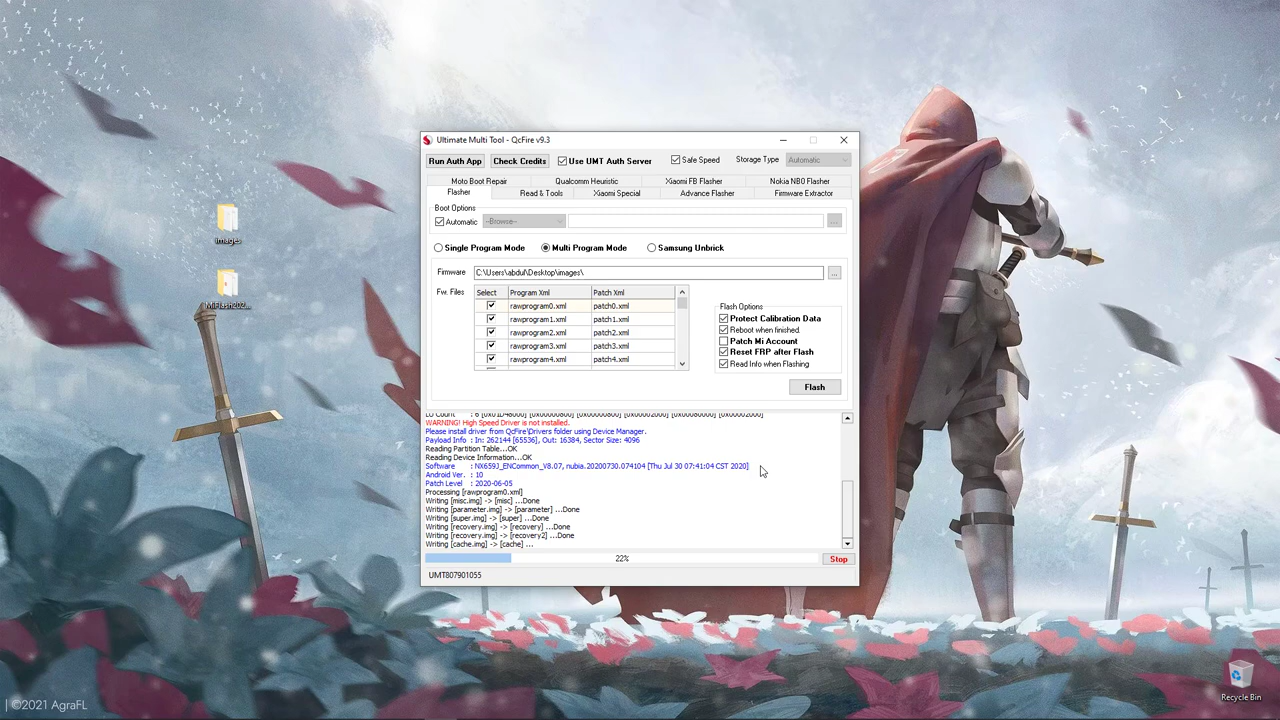 Ultimate Multi Tool - QcFire v9.3
Run Auth App Check Credits Use UMT Auth Server Safe Speed Storage Type Automatic
Moto Boot Repair Qualcomm Heuristic Xiaomi FB Flasher Nokia NB0 Flasher
Flasher Read & Tools Xiaomi Special Advance Flasher Firmware Extractor
Boot Options
Automatic --Browse-- ...
Single Program Mode Multi Program Mode Samsung Unbrick
Firmware C:\Users\abdul\Desktop\images\ ...
Fw. Files Select Program Xml Patch Xml
rawprogram0.xml patch0.xml
rawprogram1.xml patch1.xml
rawprogram2.xml patch2.xml
rawprogram3.xml patch3.xml
rawprogram4.xml patch4.xml
Flash Options
Protect Calibration Data
Reboot when finished.
Patch Mi Account
Reset FRP after Flash
Read Info when Flashing
Flash
LU Count : 6 [0x01D48000] [0x00000800] [0x00000800] [0x00002000] [0x00080000] [0x00002000]
WARNING! High Speed Driver is not installed.
Please install driver from QcFire\Drivers folder using Device Manager.
Payload Info : In: 262144 [65536], Out: 16384, Sector Size: 4096
Reading Partition Table...OK
Reading Device Information...OK
Software : NX659J_ENCommon_V8.07, nubia.20200730.074104 [Thu Jul 30 07:41:04 CST 2020]
Android Ver. : 10
Patch Level : 2020-06-05
Processing [rawprogram0.xml]
Writing [misc.img] -> [misc] ...Done
Writing [parameter.img] -> [parameter] ...Done
Writing [super.img] -> [super] ...Done
Writing [recovery.img] -> [recovery] ...Done
Writing [recovery.img] -> [recovery2] ...Done
Writing [cache.img] -> [cache] ...
22% Stop
UMT807901055
images
MiFlash202...
Recycle Bin
| ©2021 AgraFL